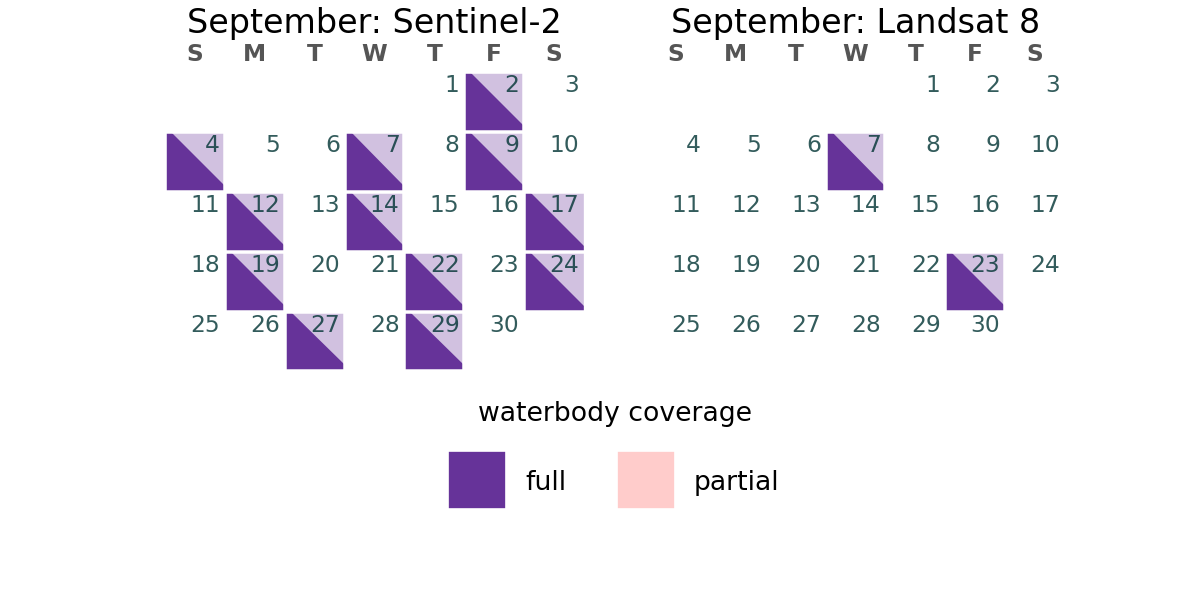 September: Sentinel-2
S M T W T F S
1 2 3
4 5 6 7 8 9 10
11 12 13 14 15 16 17
18 19 20 21 22 23 24
25 26 27 28 29 30
September: Landsat 8
S M T W T F S
1 2 3
4 5 6 7 8 9 10
11 12 13 14 15 16 17
18 19 20 21 22 23 24
25 26 27 28 29 30
waterbody coverage
full
partial